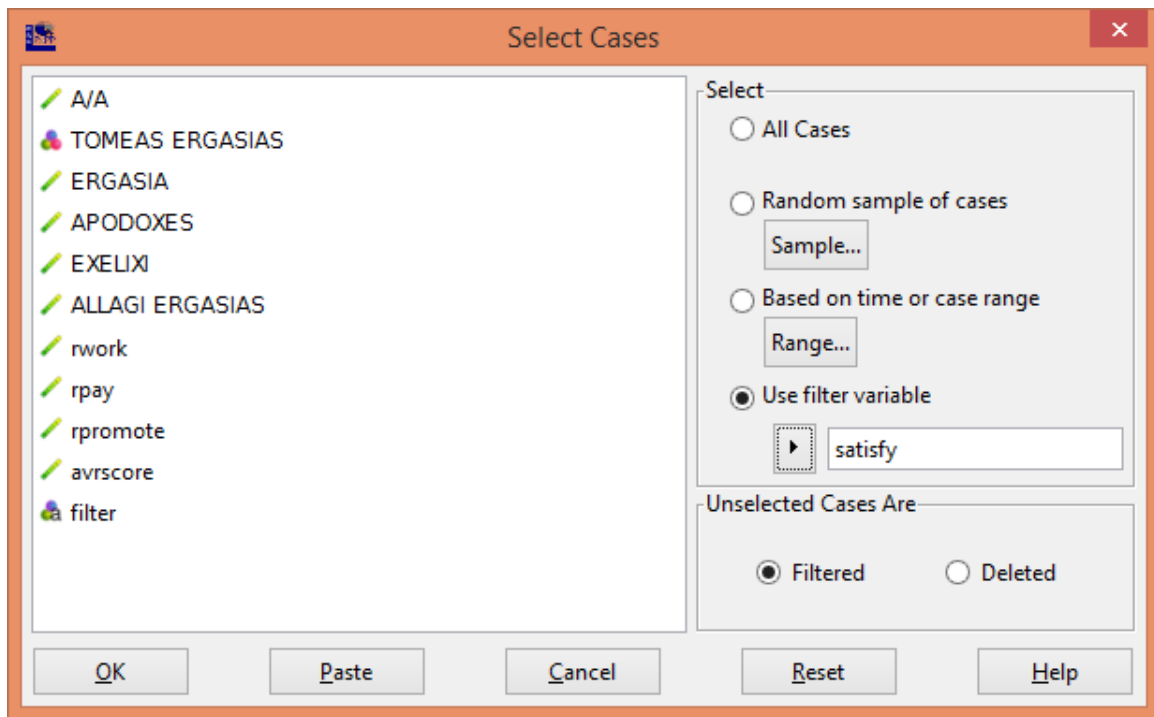 Select Cases
A/A
TOMEAS ERGASIAS
ERGASIA
APODOXES
EXELIXI
ALLAGI ERGASIAS
rwork
rpay
rpromote
avrscore
filter
Select
All Cases
Random sample of cases
Sample...
Based on time or case range
Range...
Use filter variable
satisfy
Unselected Cases Are
Filtered Deleted
OK Paste Cancel Reset Help